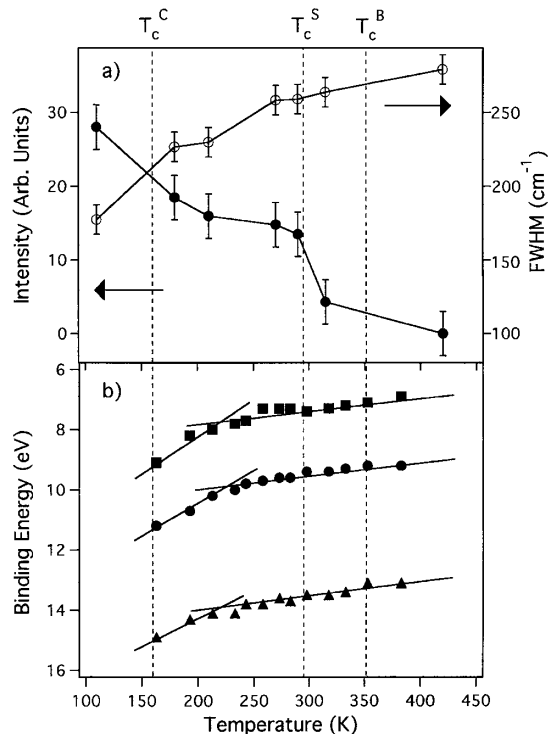 T_c^C T_c^S T_c^B
a)
30
20
10
0
Intensity (Arb. Units)
250
200
150
100
FWHM (cm⁻¹)
b)
6
8
10
12
14
16
Binding Energy (eV)
100 150 200 250 300 350 400 450
Temperature (K)